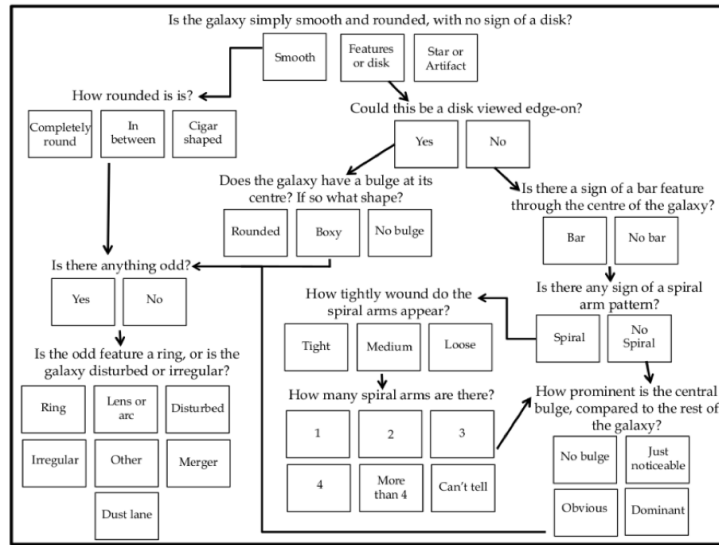 Is the galaxy simply smooth and rounded, with no sign of a disk?
Smooth
Features
or disk
Star or
Artifact
How rounded is is?
Completely
round
In
between
Cigar
shaped
Could this be a disk viewed edge-on?
Yes
No
Does the galaxy have a bulge at its
centre? If so what shape?
Rounded
Boxy
No bulge
Is there a sign of a bar feature
through the centre of the galaxy?
Bar
No bar
Is there anything odd?
Yes
No
Is there any sign of a spiral
arm pattern?
Spiral
No
Spiral
How tightly wound do the
spiral arms appear?
Tight
Medium
Loose
Is the odd feature a ring, or is the
galaxy disturbed or irregular?
Ring
Lens or
arc
Disturbed
Irregular
Other
Merger
Dust lane
How many spiral arms are there?
1
2
3
4
More
than 4
Can't tell
How prominent is the central
bulge, compared to the rest of
the galaxy?
No bulge
Just
noticeable
Obvious
Dominant